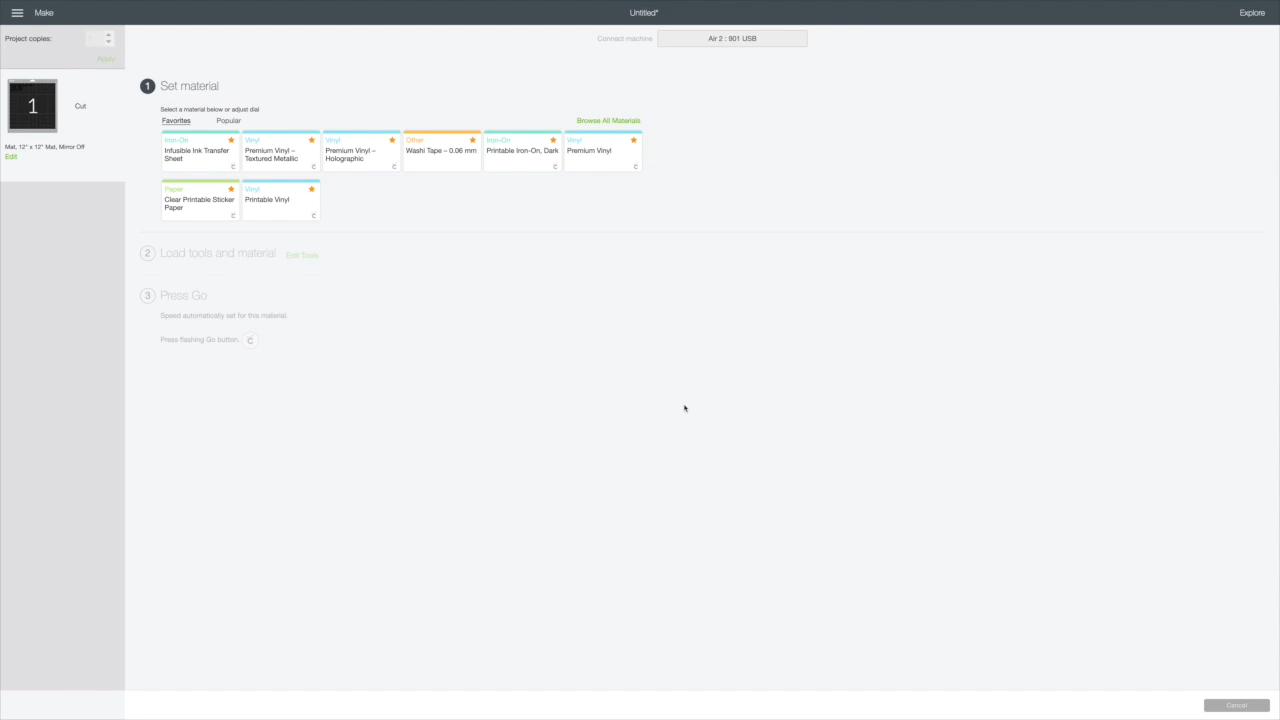 Make
Untitled*
Explore
Project copies:
Apply
Connect machine
Air 2 : 901 USB
1
Cut
Mat, 12" x 12" Mat, Mirror Off
Edit
1 Set material
Select a material below or adjust dial
Favorites
Popular
Browse All Materials
Iron-On
Infusible Ink Transfer
Sheet
Vinyl
Premium Vinyl –
Textured Metallic
Vinyl
Premium Vinyl –
Holographic
Other
Washi Tape – 0.06 mm
Iron-On
Printable Iron-On, Dark
Vinyl
Premium Vinyl
Paper
Clear Printable Sticker
Paper
Vinyl
Printable Vinyl
2 Load tools and material
Edit Tools
3 Press Go
Speed automatically set for this material.
Press flashing Go button.
Cancel